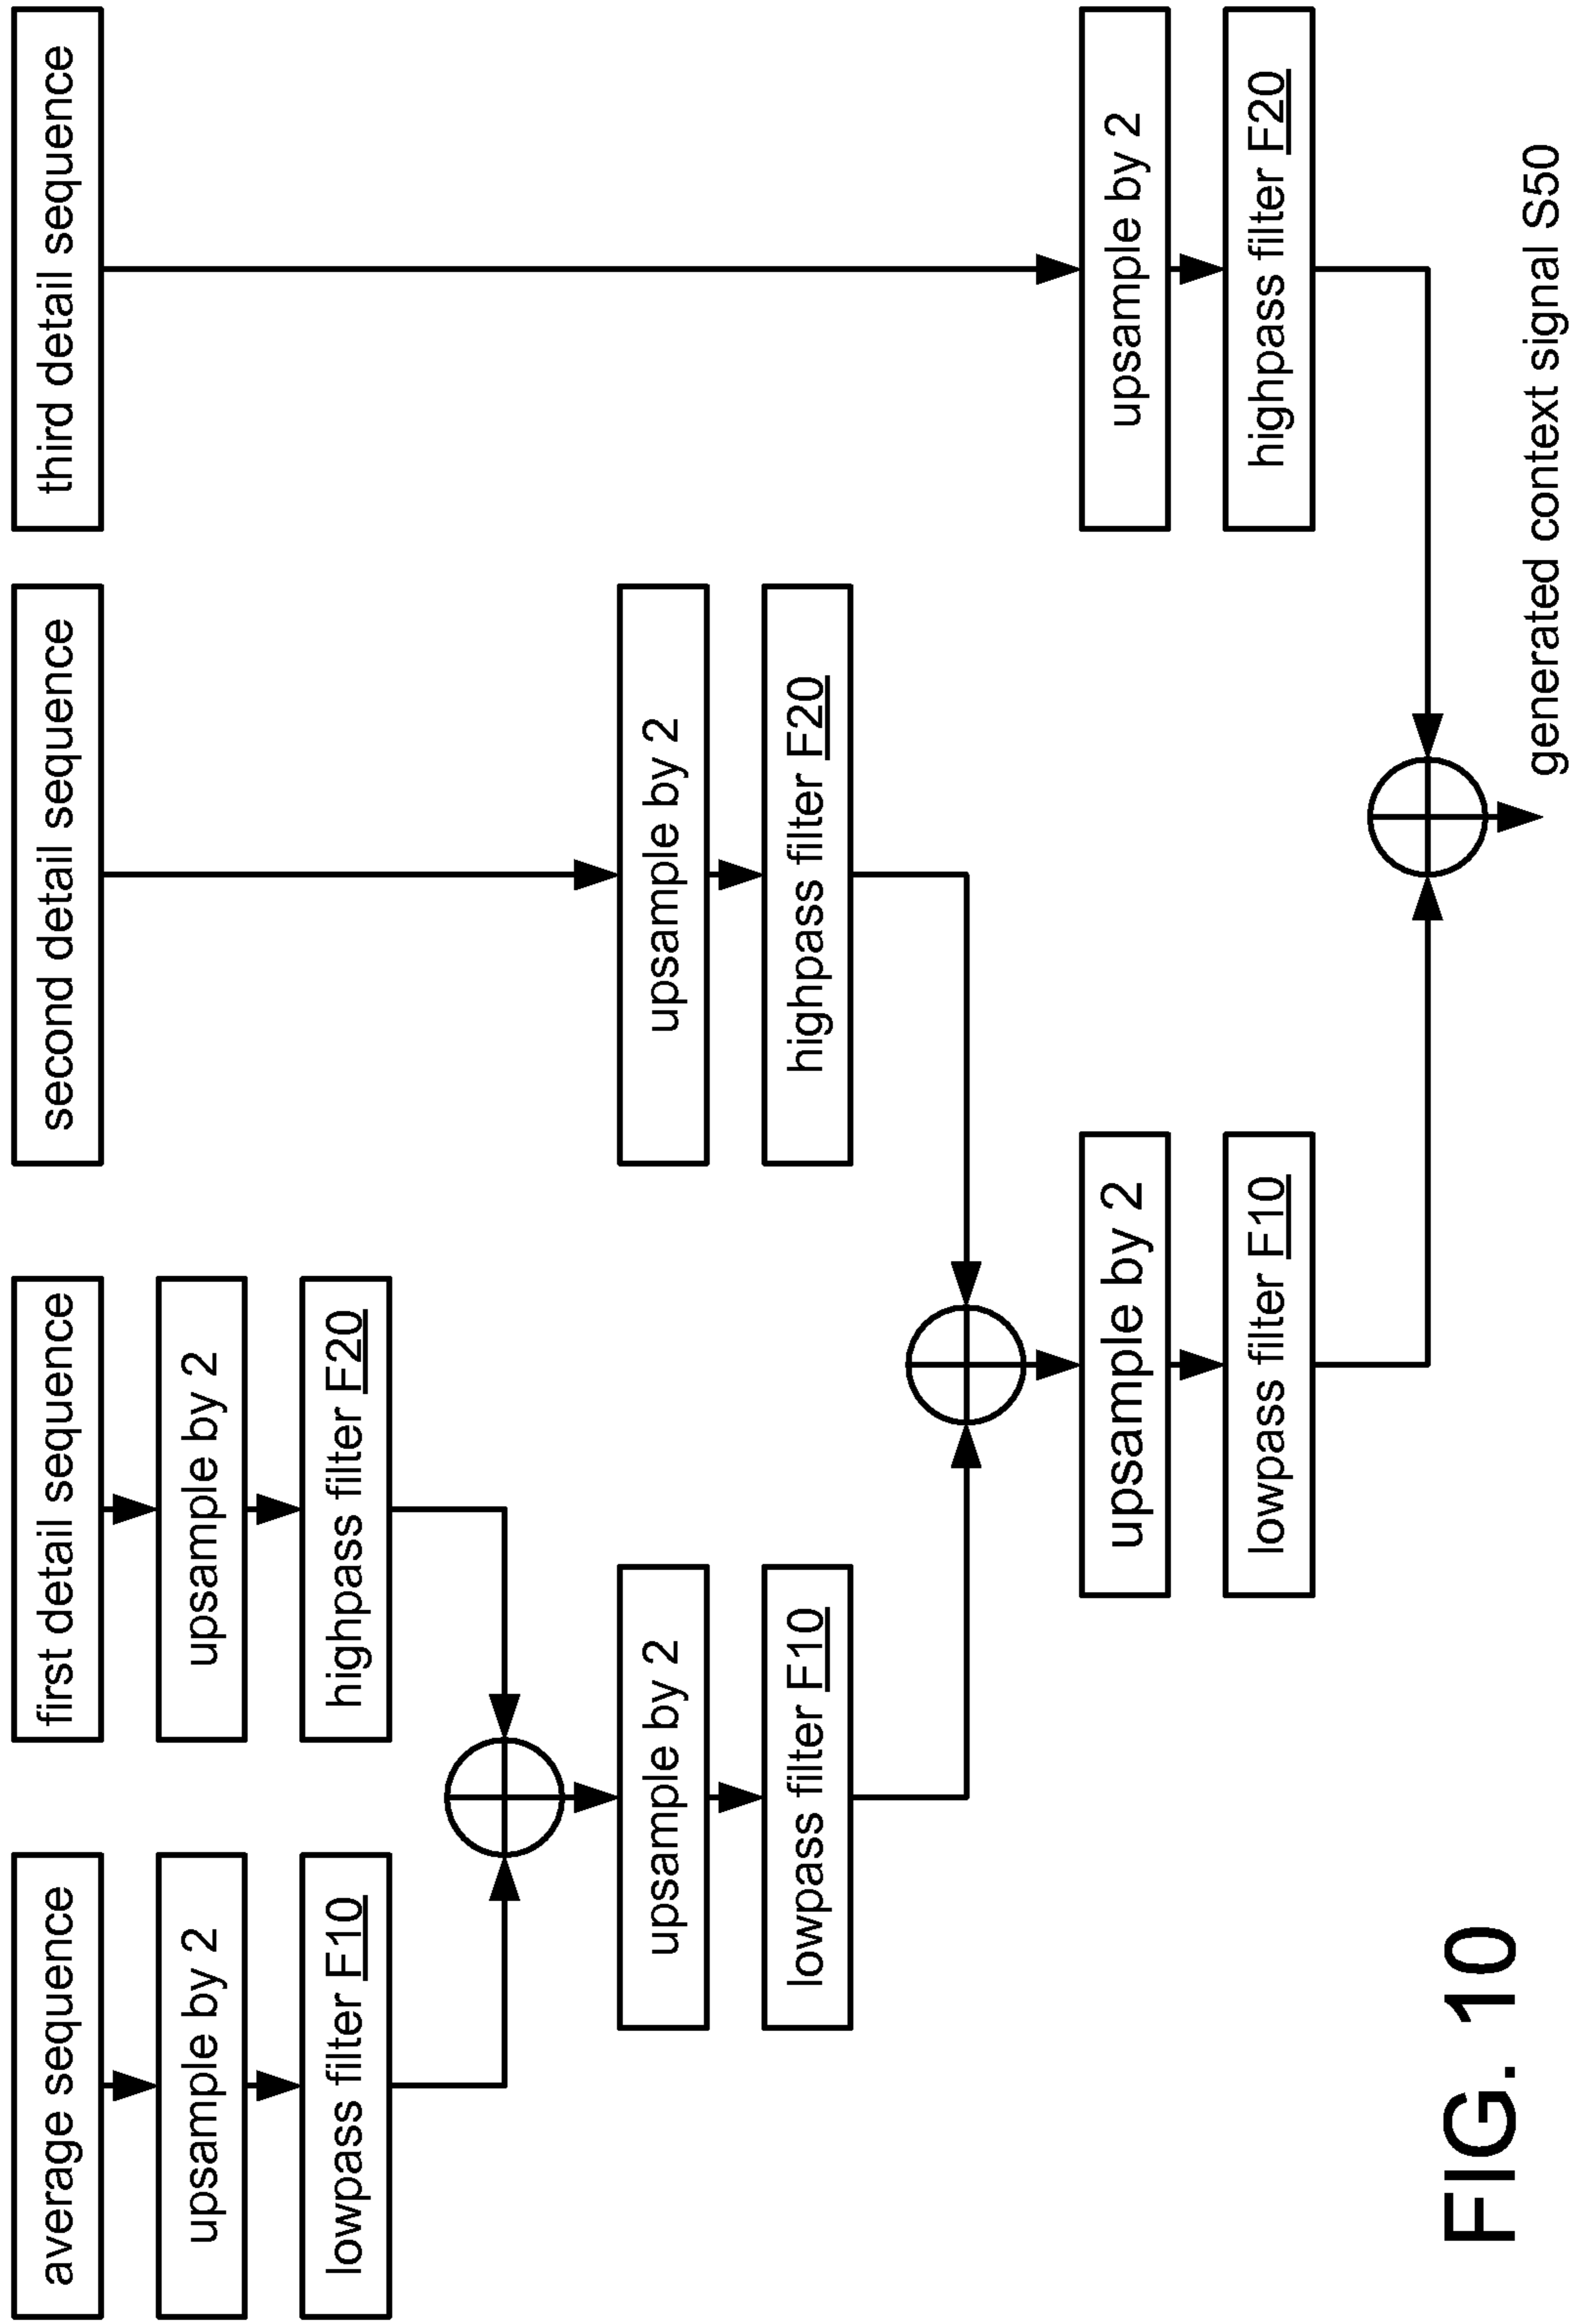 average sequence
first detail sequence
second detail sequence
third detail sequence
upsample by 2
upsample by 2
lowpass filter F10
highpass filter F20
upsample by 2
upsample by 2
lowpass filter F10
highpass filter F20
upsample by 2
upsample by 2
lowpass filter F10
highpass filter F20
generated context signal S50
FIG. 10